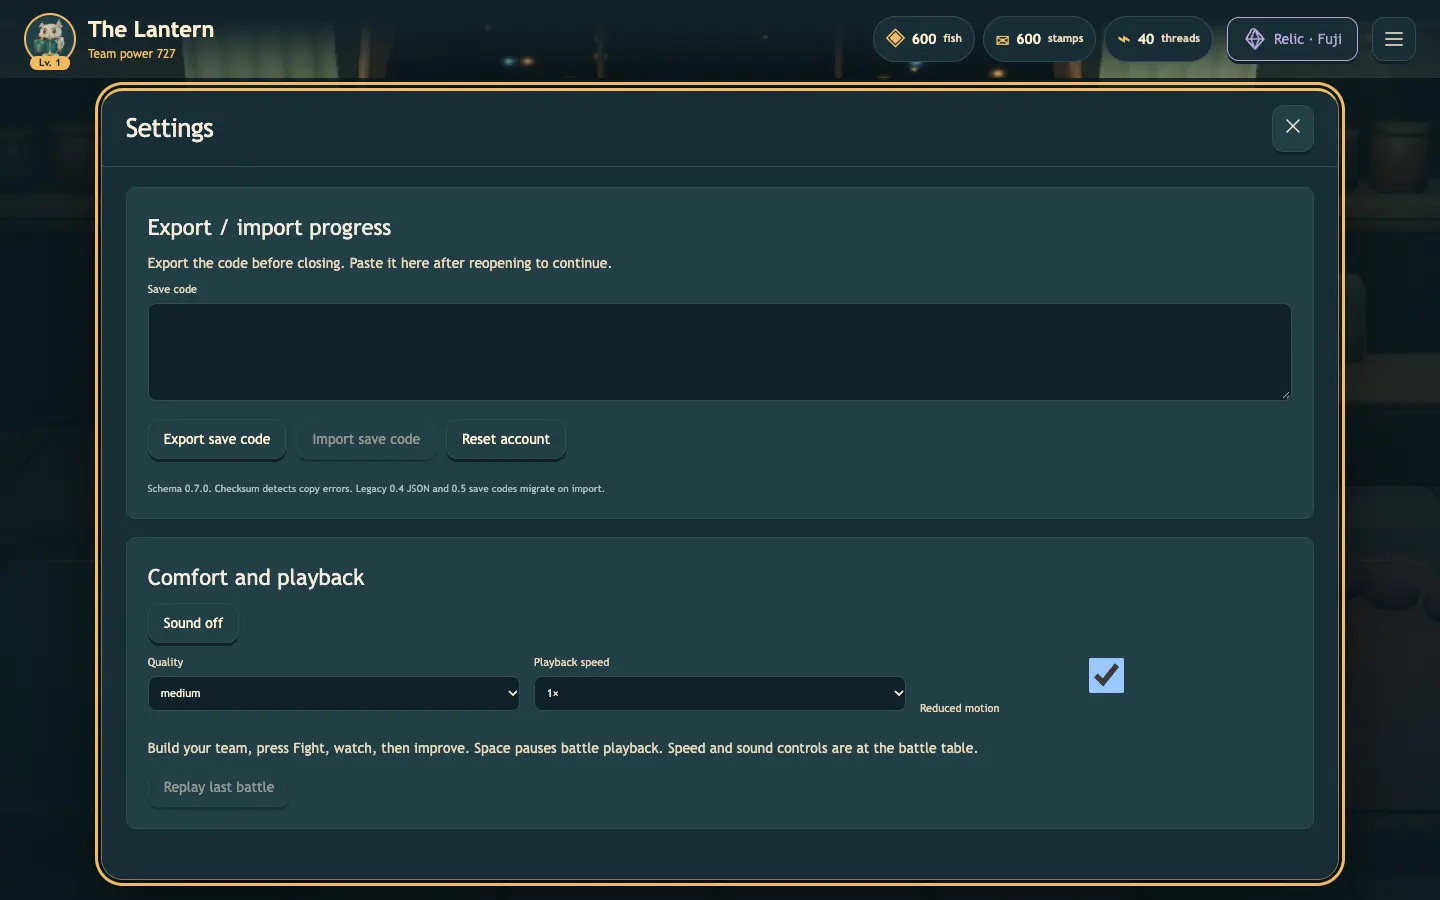 The Lantern
Team power 727
Lv. 1
600 fish
600 stamps
40 threads
Relic · Fuji
Settings
Export / import progress
Export the code before closing. Paste it here after reopening to continue.
Save code
Export save code
Import save code
Reset account
Schema 0.7.0. Checksum detects copy errors. Legacy 0.4 JSON and 0.5 save codes migrate on import.
Comfort and playback
Sound off
Quality
Playback speed
medium
1×
Reduced motion
Build your team, press Fight, watch, then improve. Space pauses battle playback. Speed and sound controls are at the battle table.
Replay last battle